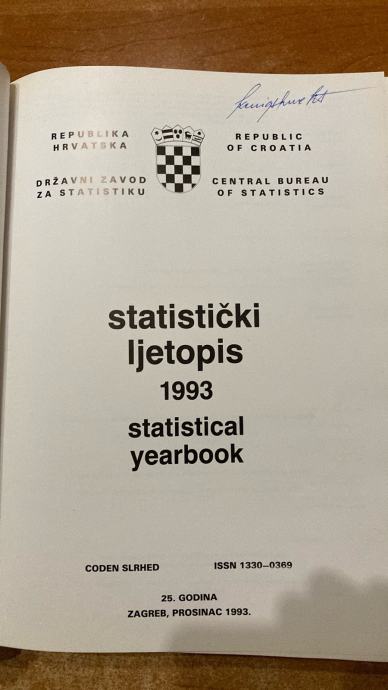 REPUBLIKA
HRVATSKA
REPUBLIC
OF CROATIA
DRŽAVNI ZAVOD
ZA STATISTIKU
CENTRAL BUREAU
OF STATISTICS
statistički
ljetopis
1993
statistical
yearbook
CODEN SLRHED
ISSN 1330–0369
25. GODINA
ZAGREB, PROSINAC 1993.